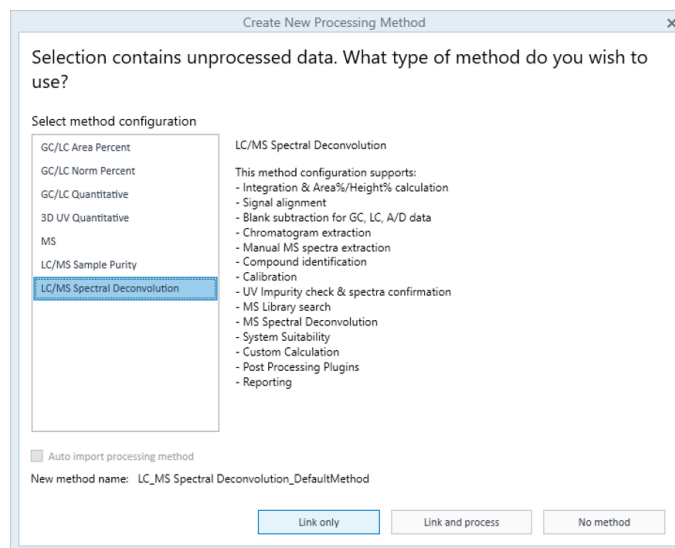 Create New Processing Method
Selection contains unprocessed data. What type of method do you wish to
use?
Select method configuration
GC/LC Area Percent
GC/LC Norm Percent
GC/LC Quantitative
3D UV Quantitative
MS
LC/MS Sample Purity
LC/MS Spectral Deconvolution
LC/MS Spectral Deconvolution
This method configuration supports:
- Integration & Area%/Height% calculation
- Signal alignment
- Blank subtraction for GC, LC, A/D data
- Chromatogram extraction
- Manual MS spectra extraction
- Compound identification
- Calibration
- UV Impurity check & spectra confirmation
- MS Library search
- MS Spectral Deconvolution
- System Suitability
- Custom Calculation
- Post Processing Plugins
- Reporting
Auto import processing method
New method name: LC_MS Spectral Deconvolution_DefaultMethod
Link only Link and process No method